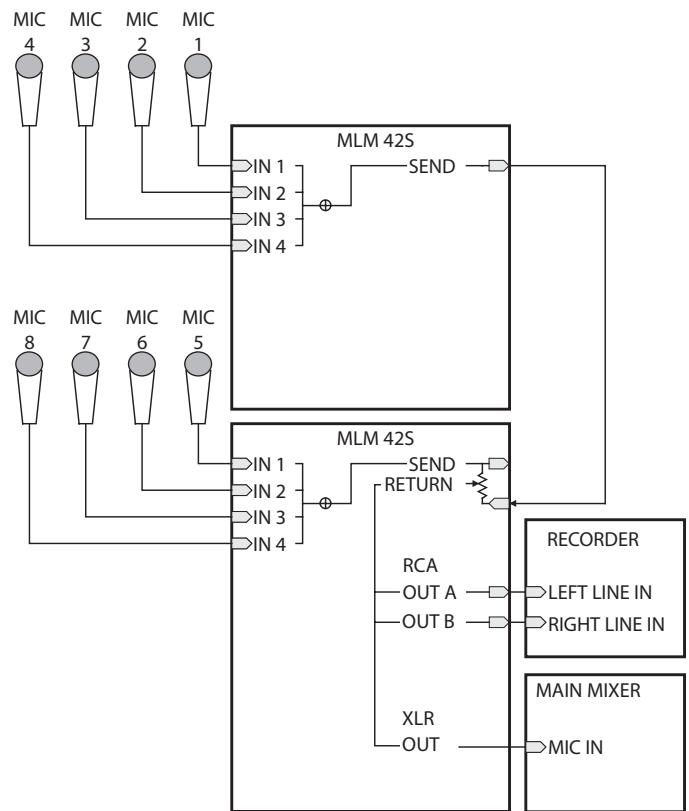 MIC MIC MIC MIC
4 3 2 1
MLM 42S
IN 1
SEND
IN 2
IN 3
IN 4
MIC MIC MIC MIC
8 7 6 5
MLM 42S
IN 1
SEND
IN 2
RETURN
IN 3
IN 4
RECORDER
RCA
OUT A
LEFT LINE IN
OUT B
RIGHT LINE IN
MAIN MIXER
XLR
OUT
MIC IN